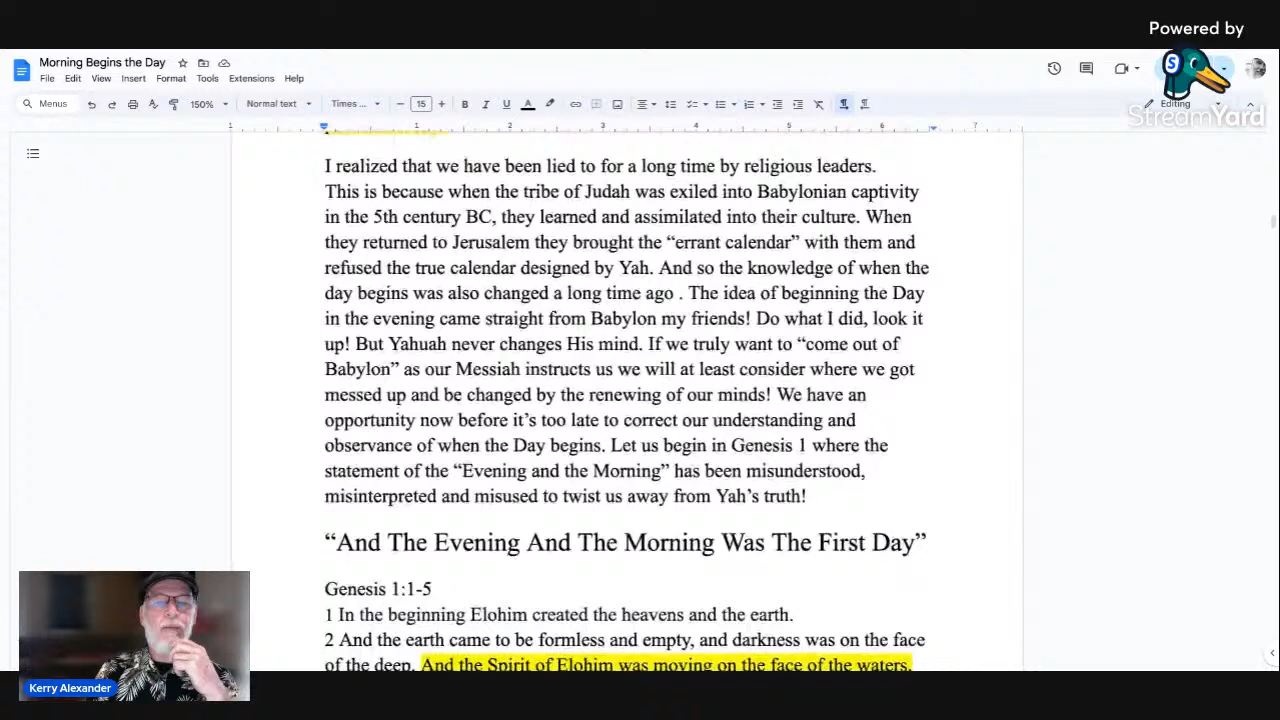 Powered by
StreamYard
Morning Begins the Day
File Edit View Insert Format Tools Extensions Help
Menus 150% Normal text Times ... 15 B I U A Editing
1 1 2 3 4 5 6 7
I realized that we have been lied to for a long time by religious leaders.
This is because when the tribe of Judah was exiled into Babylonian captivity
in the 5th century BC, they learned and assimilated into their culture. When
they returned to Jerusalem they brought the “errant calendar” with them and
refused the true calendar designed by Yah. And so the knowledge of when the
day begins was also changed a long time ago . The idea of beginning the Day
in the evening came straight from Babylon my friends! Do what I did, look it
up! But Yahuah never changes His mind. If we truly want to “come out of
Babylon” as our Messiah instructs us we will at least consider where we got
messed up and be changed by the renewing of our minds! We have an
opportunity now before it’s too late to correct our understanding and
observance of when the Day begins. Let us begin in Genesis 1 where the
statement of the “Evening and the Morning” has been misunderstood,
misinterpreted and misused to twist us away from Yah’s truth!
“And The Evening And The Morning Was The First Day”
Genesis 1:1-5
1 In the beginning Elohim created the heavens and the earth.
2 And the earth came to be formless and empty, and darkness was on the face
of the deep. And the Spirit of Elohim was moving on the face of the waters.
Kerry Alexander